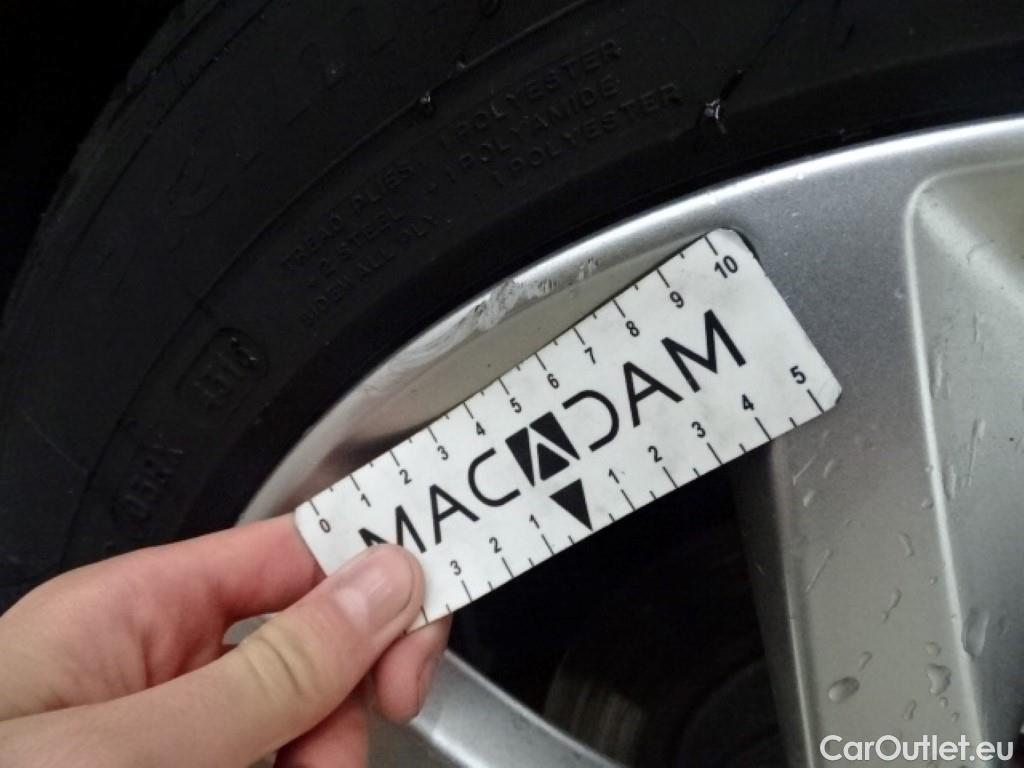 TREAD PLIES: 1 POLYESTER
+ 2 STEEL + 1 POLYAMIDE
SIDEWALL PLY: 1 POLYESTER
0 1 2 3 4 5 6 7 8 9 10
MACADAM
3 2 1 1 2 3 4 5
CarOutlet.eu